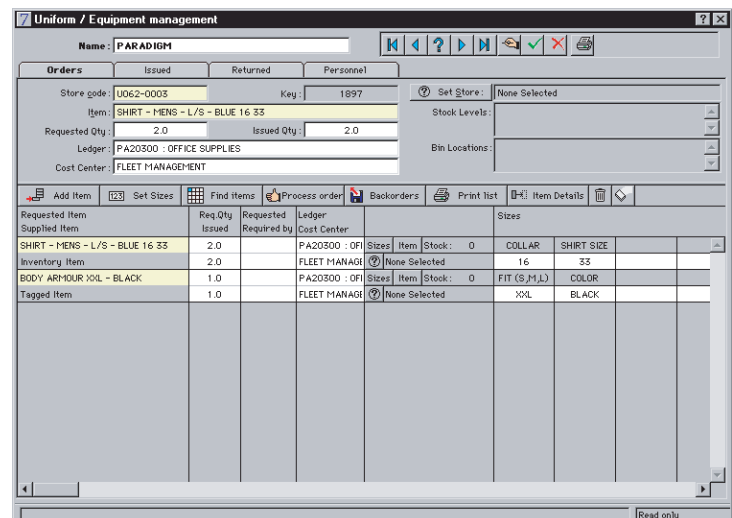 7 Uniform / Equipment management ? X
Name: PARADIGM ?
Orders Issued Returned Personnel
Store code: U062-0003 Key: 1897 ? Set Store: None Selected
Item: SHIRT - MENS - L/S - BLUE 16 33 Stock Levels:
Requested Qty: 2.0 Issued Qty: 2.0
Ledger: PA20300 : OFFICE SUPPLIES Bin Locations:
Cost Center: FLEET MANAGEMENT
Add Item 123 Set Sizes Find items Process order Backorders Print list Item Details
Requested Item Req.Qty Requested Ledger Sizes
Supplied Item Issued Required by Cost Center
SHIRT - MENS - L/S - BLUE 16 33 2.0 PA20300 : OFI Sizes Item Stock: 0 COLLAR SHIRT SIZE
Inventory Item 2.0 FLEET MANAGE ? None Selected 16 33
BODY ARMOUR XXL - BLACK 1.0 PA20300 : OFI Sizes Item Stock: 0 FIT (S,M,L) COLOR
Tagged Item 1.0 FLEET MANAGE ? None Selected XXL BLACK
Read only